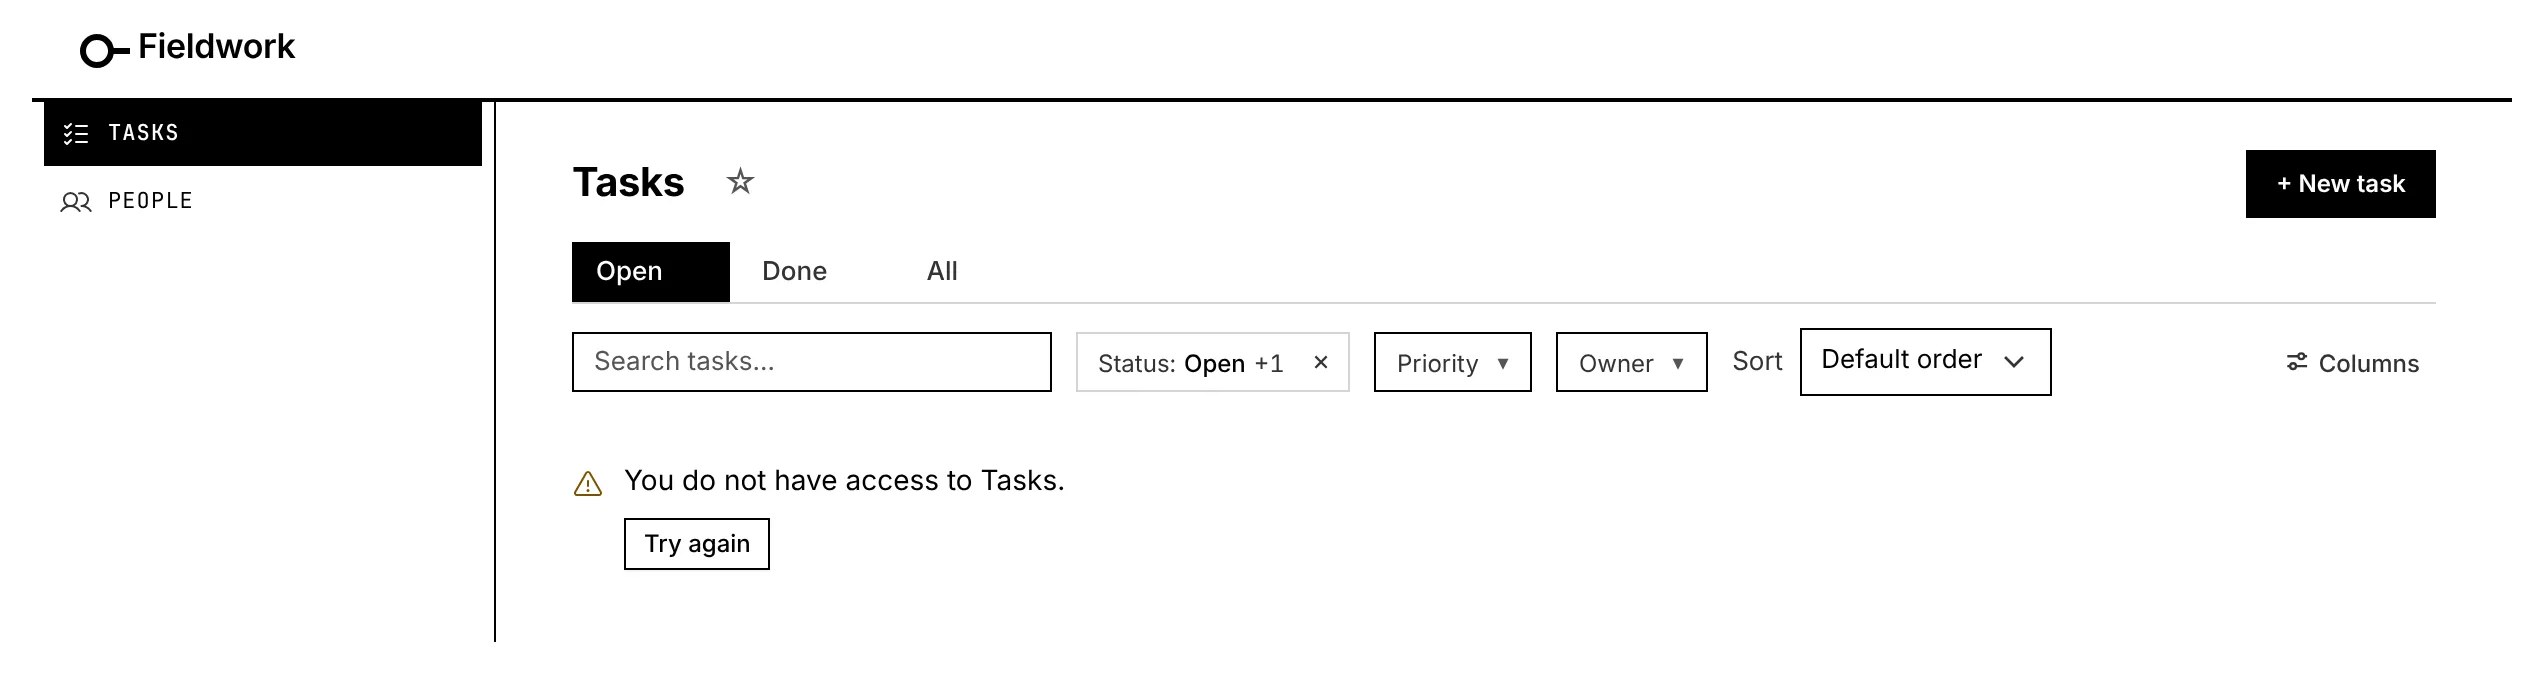 Fieldwork
TASKS
PEOPLE
Tasks
+ New task
Open Done All
Search tasks... Status: Open +1 × Priority ▼ Owner ▼ Sort Default order Columns
You do not have access to Tasks.
Try again